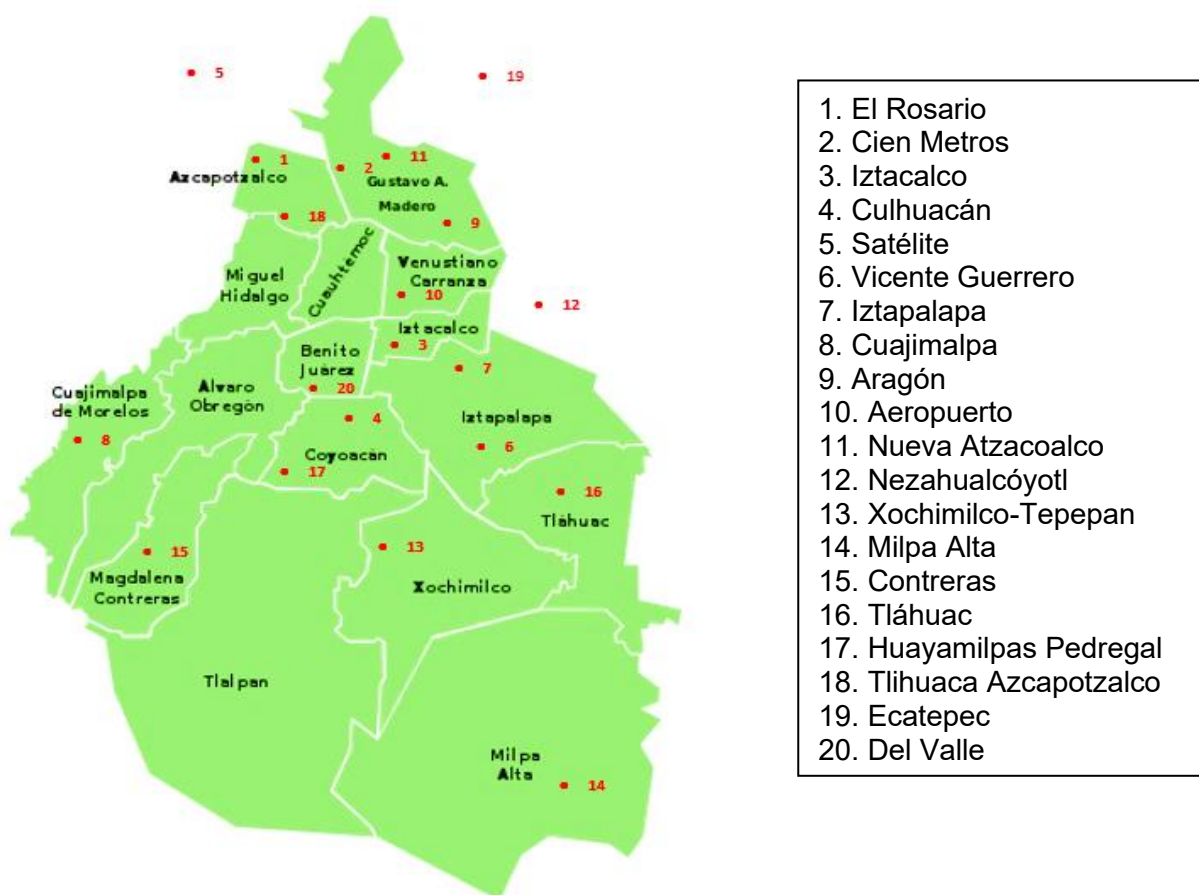 5
19
1
11
Azcapotzalco
2
Gustavo A.
Madero
18
9
Cuauhtémoc
Miguel
Hidalgo
Venustiano
Carranza
10
12
Iztacalco
3
Benito
Juárez
7
20
Cuajimalpa
de Morelos
Alvaro
Obregón
4
Iztapalapa
8
6
Coyoacán
17
16
Tláhuac
13
15
Magdalena
Contreras
Xochimilco
Tlalpan
Milpa
Alta
14
1. El Rosario
2. Cien Metros
3. Iztacalco
4. Culhuacán
5. Satélite
6. Vicente Guerrero
7. Iztapalapa
8. Cuajimalpa
9. Aragón
10. Aeropuerto
11. Nueva Atzacoalco
12. Nezahualcóyotl
13. Xochimilco-Tepepan
14. Milpa Alta
15. Contreras
16. Tláhuac
17. Huayamilpas Pedregal
18. Tlihuaca Azcapotzalco
19. Ecatepec
20. Del Valle